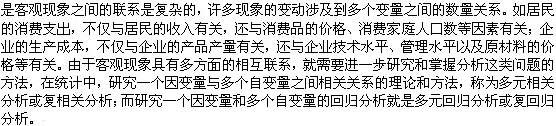 是客观现象之间的联系是复杂的，许多现象的变动涉及到多个变量之间的数量关系。如居民
的消费支出，不仅与居民的收入有关，还与消费品的价格、消费家庭人口数等因素有关；企
业的生产成本，不仅与企业的产品产量有关，还与企业技术水平、管理水平以及原材料的价
格等有关。由于客观现象具有多方面的相互联系，就需要进一步研究和掌握分析这类问题的
方法，在统计中，研究一个因变量与多个自变量之间相关关系的理论和方法，称为多元相关
分析或复相关分析；而研究一个因变量和多个自变量的回归分析就是多元回归分析或复回归
分析。